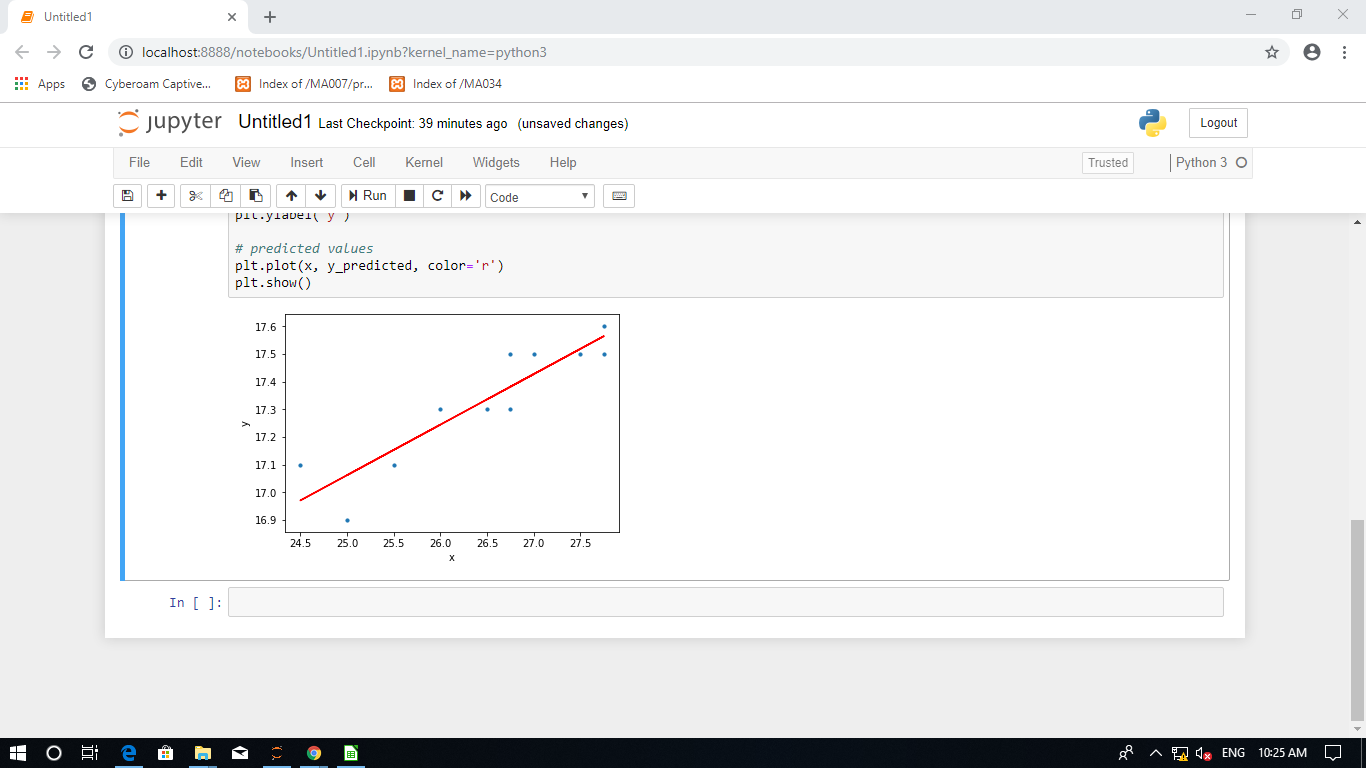 Untitled1
localhost:8888/notebooks/Untitled1.ipynb?kernel_name=python3
Apps Cyberoam Captive... Index of /MA007/pr... Index of /MA034
jupyter Untitled1 Last Checkpoint: 39 minutes ago (unsaved changes) Logout
File Edit View Insert Cell Kernel Widgets Help Trusted Python 3
Run Code
plt.ylabel('y')
# predicted values
plt.plot(x, y_predicted, color='r')
plt.show()
17.6
17.5
17.4
17.3
17.2
17.1
17.0
16.9
y
24.5 25.0 25.5 26.0 26.5 27.0 27.5
x
In [ ]:
ENG 10:25 AM